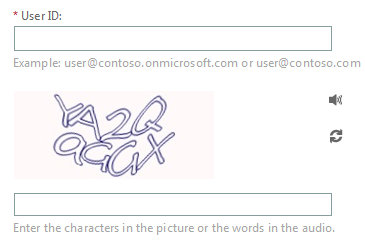 * User ID:
Example: user@contoso.onmicrosoft.com or user@contoso.com
Enter the characters in the picture or the words in the audio.